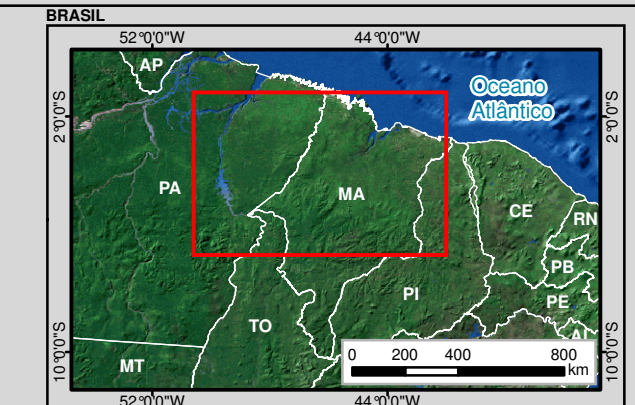 BRASIL
52°0'0"W 44°0'0"W
AP
Oceano
Atlântico
2°0'0"S 2°0'0"S
PA
MA
CE
RN
PB
PI
PE
TO
AL
MT
0 200 400 800
km
10°0'0"S 10°0'0"S
52°0'0"W 44°0'0"W